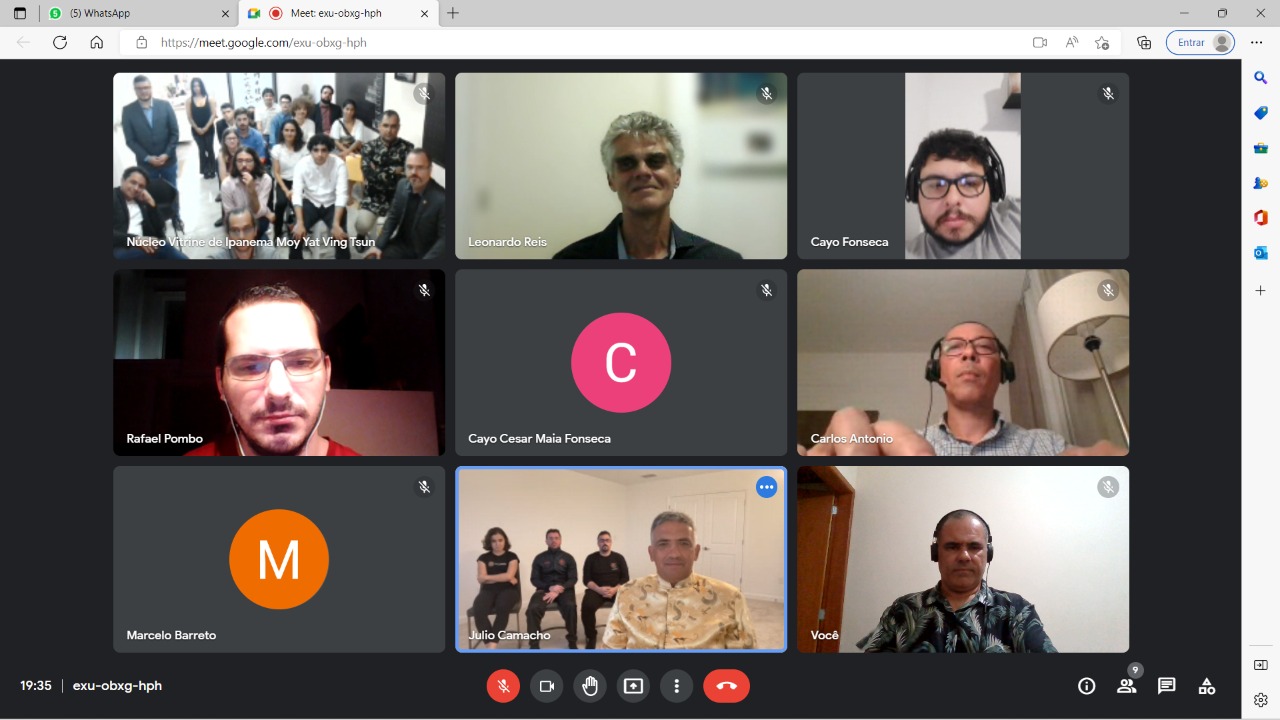 (5) WhatsApp
Meet: exu-obxg-hph
https://meet.google.com/exu-obxg-hph
Entrar
Nucleo Vitrine de Ipanema Moy Yat Ving Tsun
Leonardo Reis
Cayo Fonseca
Rafael Pombo
C
Cayo Cesar Maia Fonseca
Carlos Antonio
M
Marcelo Barreto
Julio Camacho
Você
19:35 | exu-obxg-hph
9